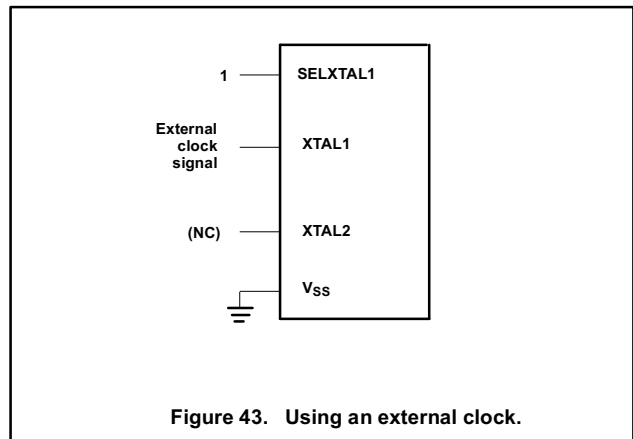 1 SELXTAL1
External
clock
signal
XTAL1
(NC) XTAL2
VSS
Figure 43. Using an external clock.